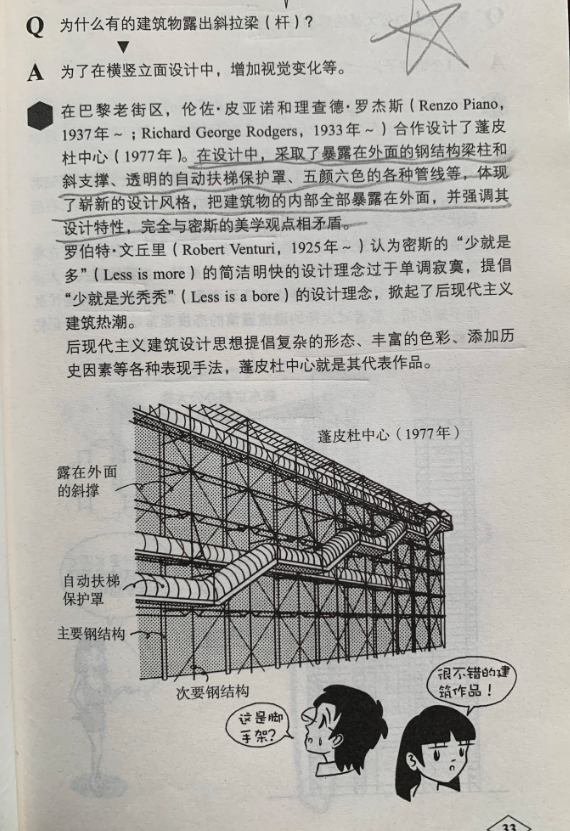 Q 为什么有的建筑物露出斜拉梁（杆）?
▼
A 为了在横竖立面设计中，增加视觉变化等。
在巴黎老街区，伦佐·皮亚诺和理查德·罗杰斯（Renzo Piano，
1937年～；Richard George Rodgers，1933年～）合作设计了蓬皮
杜中心（1977年）。在设计中，采取了暴露在外面的钢结构梁柱和
斜支撑、透明的自动扶梯保护罩、五颜六色的各种管线等，体现
了崭新的设计风格，把建筑物的内部全部暴露在外面，并强调其
设计特性，完全与密斯的美学观点相矛盾。
罗伯特·文丘里（Robert Venturi，1925年～）认为密斯的“少就是
多”（Less is more）的简洁明快的设计理念过于单调寂寞，提倡
“少就是光秃秃”（Less is a bore）的设计理念，掀起了后现代主义
建筑热潮。
后现代主义建筑设计思想提倡复杂的形态、丰富的色彩、添加历
史因素等各种表现手法，蓬皮杜中心就是其代表作品。
蓬皮杜中心（1977年）
露在外面
的斜撑
自动扶梯
保护罩
主要钢结构
次要钢结构
这是脚
手架?
很不错的建
筑作品！
33